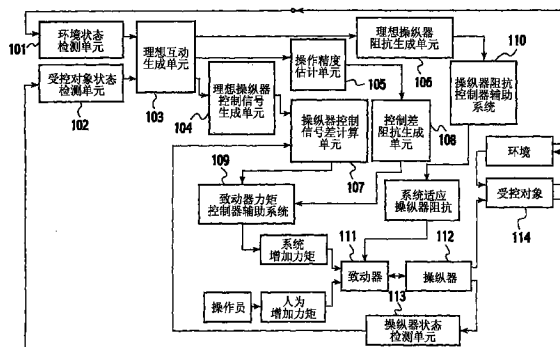 环境状态
检测单元
101
受控对象状态
检测单元
102
理想互动
生成单元
103
理想操纵器
控制信号
生成单元
104
操作精度
估计单元
105
理想操纵器
阻抗生成单元
106
操纵器控制
信号差计算
单元
107
控制差
阻抗生成
单元
108
109
致动器力矩
控制器辅助系统
110
操纵器阻抗
控制器辅助
系统
系统适应
操纵器阻抗
环境
受控对象
114
系统
增加力矩
111
致动器
112
操纵器
操作员
人为
增加力矩
113
操纵器状态
检测单元